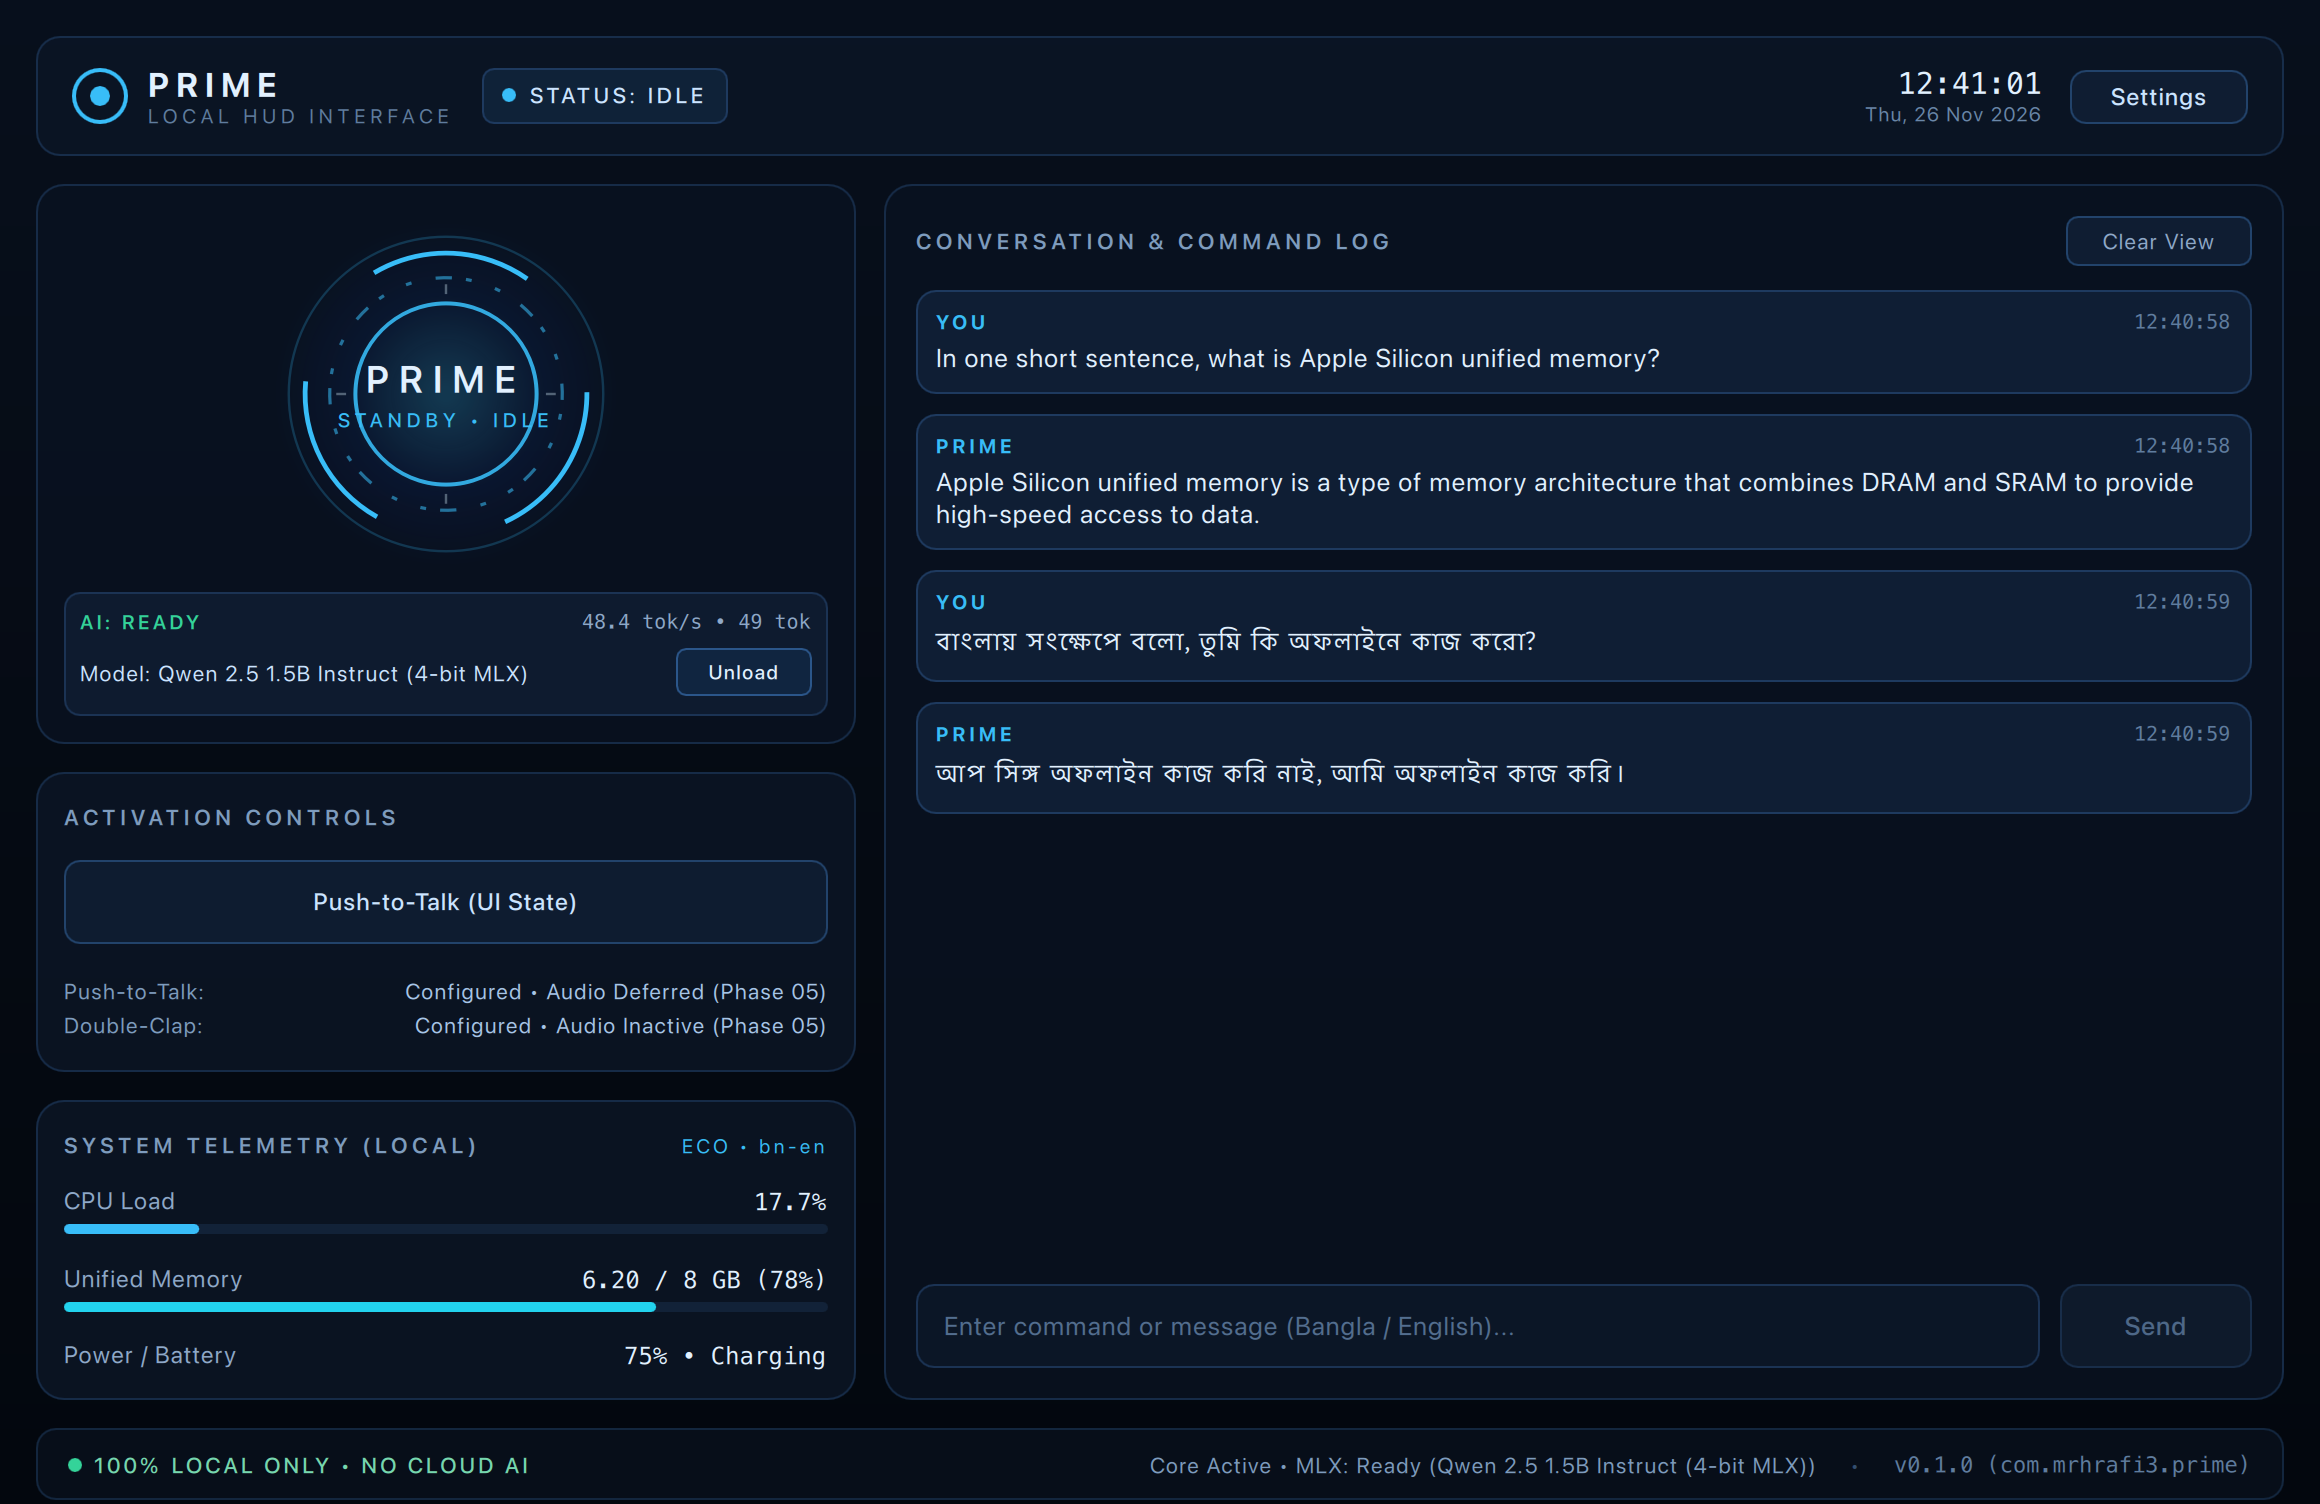 PRIME
LOCAL HUD INTERFACE
STATUS: IDLE
12:41:01
Thu, 26 Nov 2026
Settings
PRIME
STANDBY • IDLE
AI: READY
48.4 tok/s • 49 tok
Model: Qwen 2.5 1.5B Instruct (4-bit MLX)
Unload
ACTIVATION CONTROLS
Push-to-Talk (UI State)
Push-to-Talk: Configured • Audio Deferred (Phase 05)
Double-Clap: Configured • Audio Inactive (Phase 05)
SYSTEM TELEMETRY (LOCAL)
ECO • bn-en
CPU Load 17.7%
Unified Memory 6.20 / 8 GB (78%)
Power / Battery 75% • Charging
CONVERSATION & COMMAND LOG
Clear View
YOU 12:40:58
In one short sentence, what is Apple Silicon unified memory?
PRIME 12:40:58
Apple Silicon unified memory is a type of memory architecture that combines DRAM and SRAM to provide
high-speed access to data.
YOU 12:40:59
বাংলায় সংক্ষেপে বলো, তুমি কি অফলাইনে কাজ করো?
PRIME 12:40:59
আপ সিঙ্গ অফলাইন কাজ করি নাই, আমি অফলাইন কাজ করি।
Enter command or message (Bangla / English)...
Send
100% LOCAL ONLY • NO CLOUD AI
Core Active • MLX: Ready (Qwen 2.5 1.5B Instruct (4-bit MLX)) • v0.1.0 (com.mrhrafi3.prime)